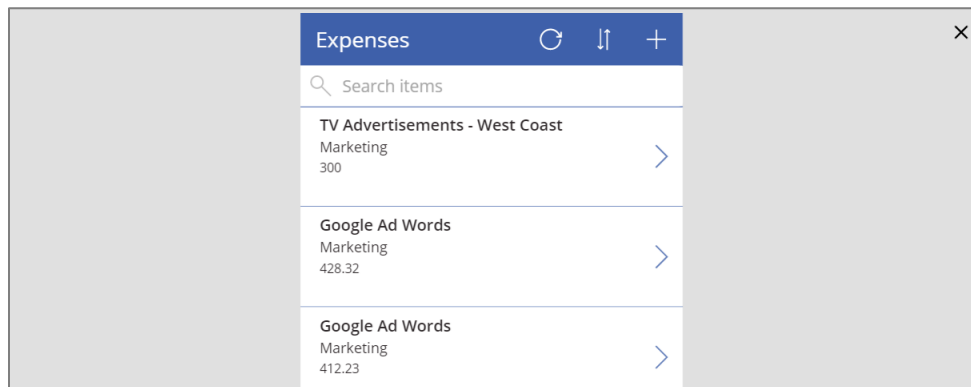 Expenses
Search items
TV Advertisements - West Coast
Marketing
300
Google Ad Words
Marketing
428.32
Google Ad Words
Marketing
412.23